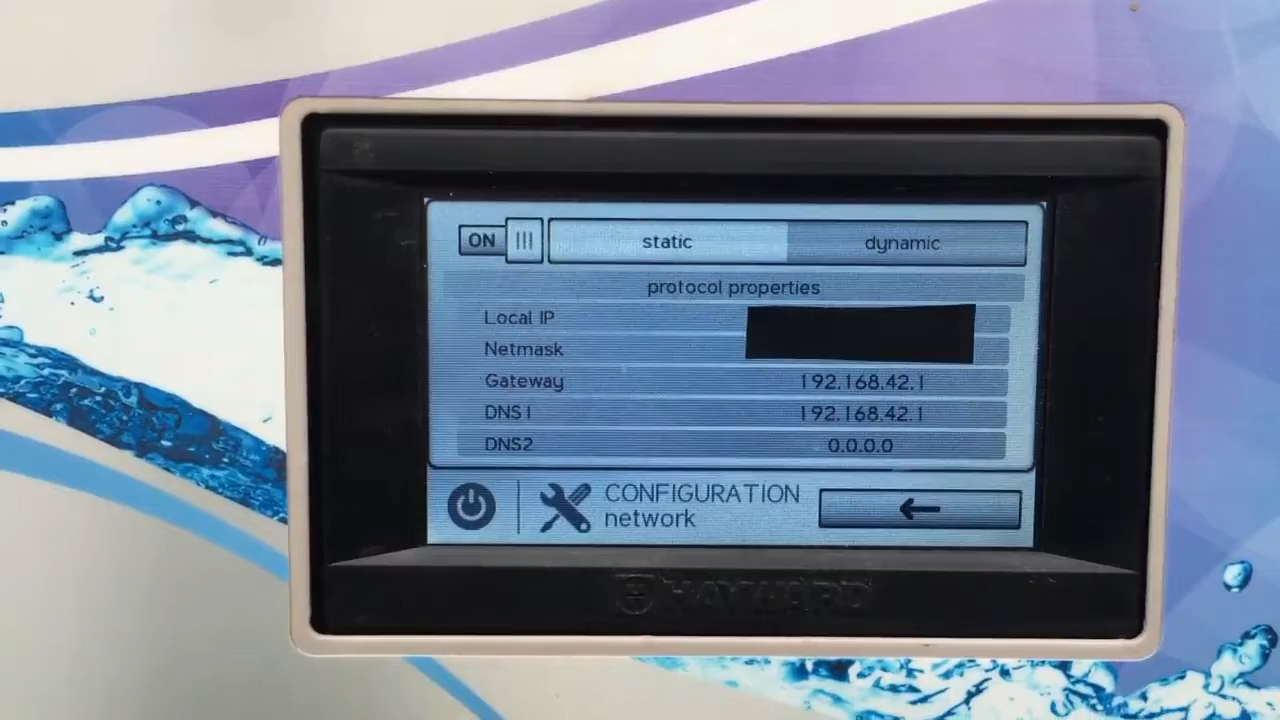 ON static dynamic
protocol properties
Local IP
Netmask
Gateway 192.168.42.1
DNS1 192.168.42.1
DNS2 0.0.0.0
CONFIGURATION
network
HAYWARD